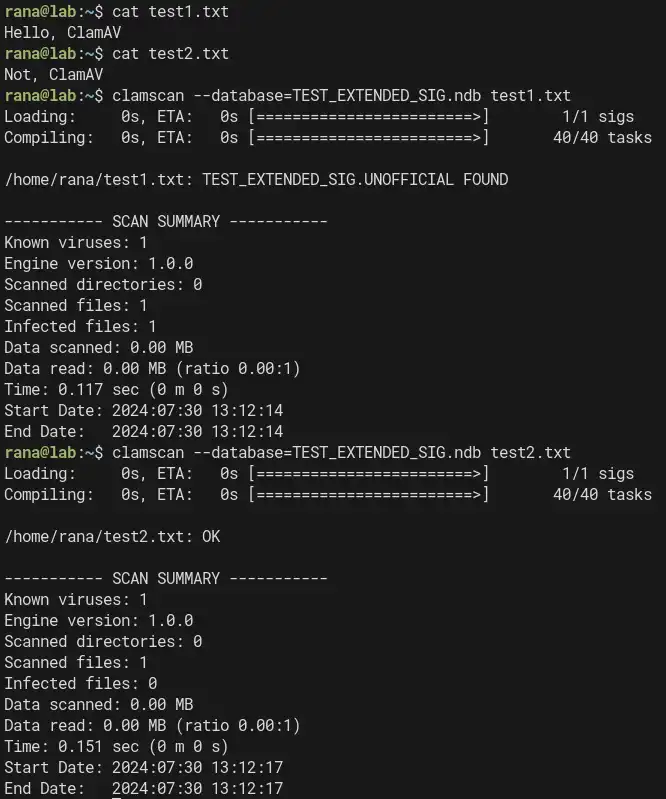 rana@lab:~$ cat test1.txt
Hello, ClamAV
rana@lab:~$ cat test2.txt
Not, ClamAV
rana@lab:~$ clamscan --database=TEST_EXTENDED_SIG.ndb test1.txt
Loading:     0s, ETA:   0s [========================>]        1/1 sigs
Compiling:   0s, ETA:   0s [========================>]       40/40 tasks
/home/rana/test1.txt: TEST_EXTENDED_SIG.UNOFFICIAL FOUND
----------- SCAN SUMMARY -----------
Known viruses: 1
Engine version: 1.0.0
Scanned directories: 0
Scanned files: 1
Infected files: 1
Data scanned: 0.00 MB
Data read: 0.00 MB (ratio 0.00:1)
Time: 0.117 sec (0 m 0 s)
Start Date: 2024:07:30 13:12:14
End Date:   2024:07:30 13:12:14
rana@lab:~$ clamscan --database=TEST_EXTENDED_SIG.ndb test2.txt
Loading:     0s, ETA:   0s [========================>]        1/1 sigs
Compiling:   0s, ETA:   0s [========================>]       40/40 tasks
/home/rana/test2.txt: OK
----------- SCAN SUMMARY -----------
Known viruses: 1
Engine version: 1.0.0
Scanned directories: 0
Scanned files: 1
Infected files: 0
Data scanned: 0.00 MB
Data read: 0.00 MB (ratio 0.00:1)
Time: 0.151 sec (0 m 0 s)
Start Date: 2024:07:30 13:12:17
End Date:   2024:07:30 13:12:17